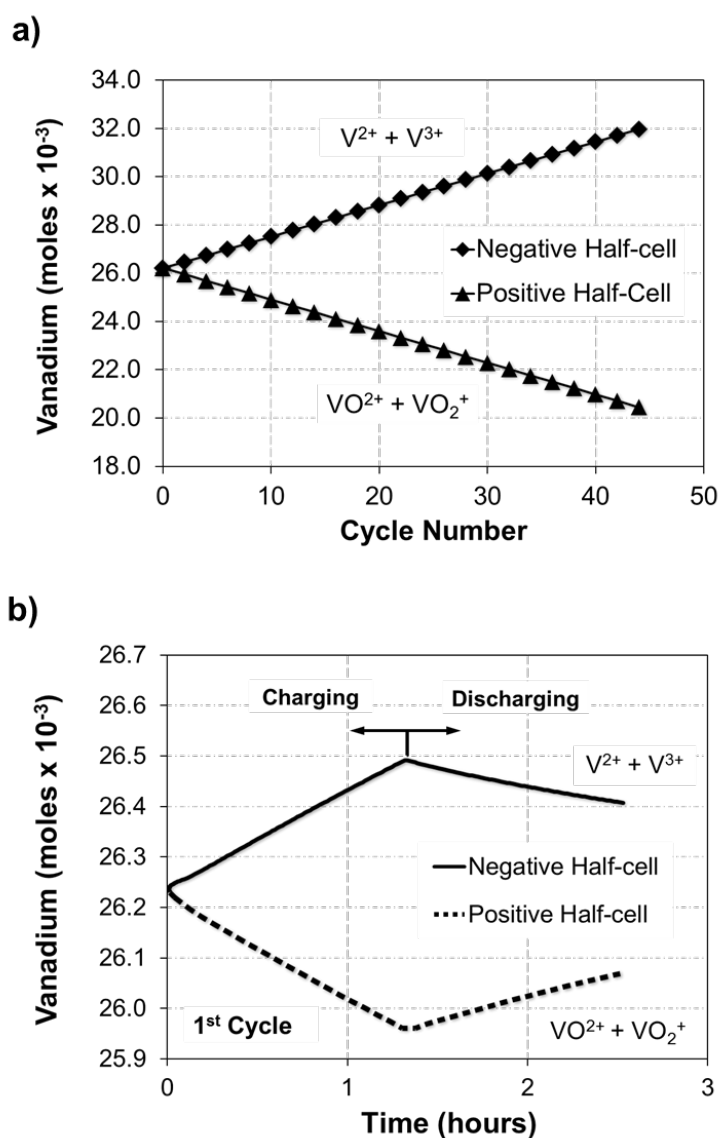 a)
34.0
32.0
30.0
28.0
26.0
24.0
22.0
20.0
18.0
Vanadium (moles x 10⁻³)
V²⁺ + V³⁺
Negative Half-cell
Positive Half-Cell
VO²⁺ + VO₂⁺
0 10 20 30 40 50
Cycle Number
b)
26.7
26.6
26.5
26.4
26.3
26.2
26.1
26.0
25.9
Vanadium (moles x 10⁻³)
Charging Discharging
V²⁺ + V³⁺
Negative Half-cell
Positive Half-cell
1ˢᵗ Cycle
VO²⁺ + VO₂⁺
0 1 2 3
Time (hours)